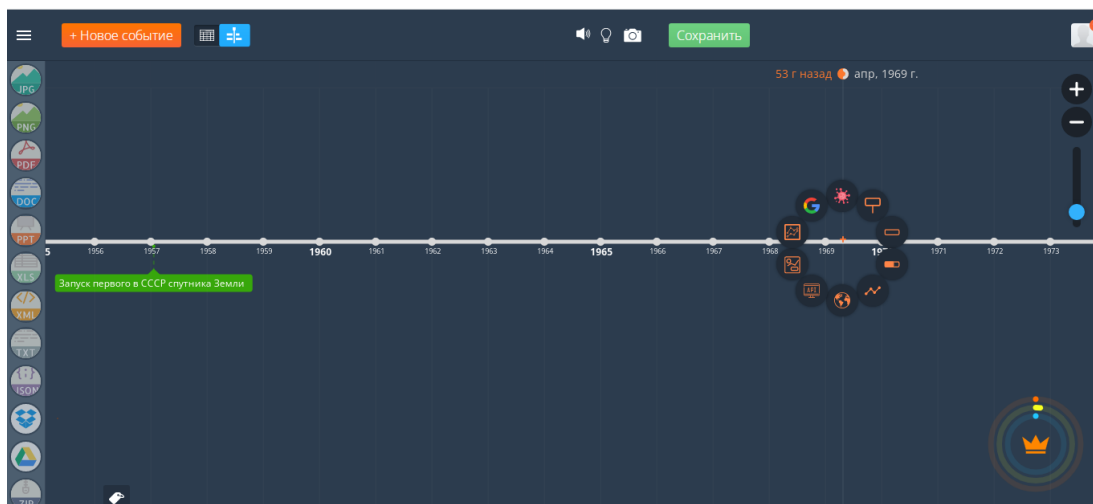 + Новое событие
Сохранить
53 г назад апр, 1969 г.
JPG
PNG
PDF
DOC
PPT
XLS
XML
TXT
JSON
ZIP
5 1956 1957 1958 1959 1960 1961 1962 1963 1964 1965 1966 1967 1968 1969 1971 1972 1973
Запуск первого в СССР спутника Земли
API